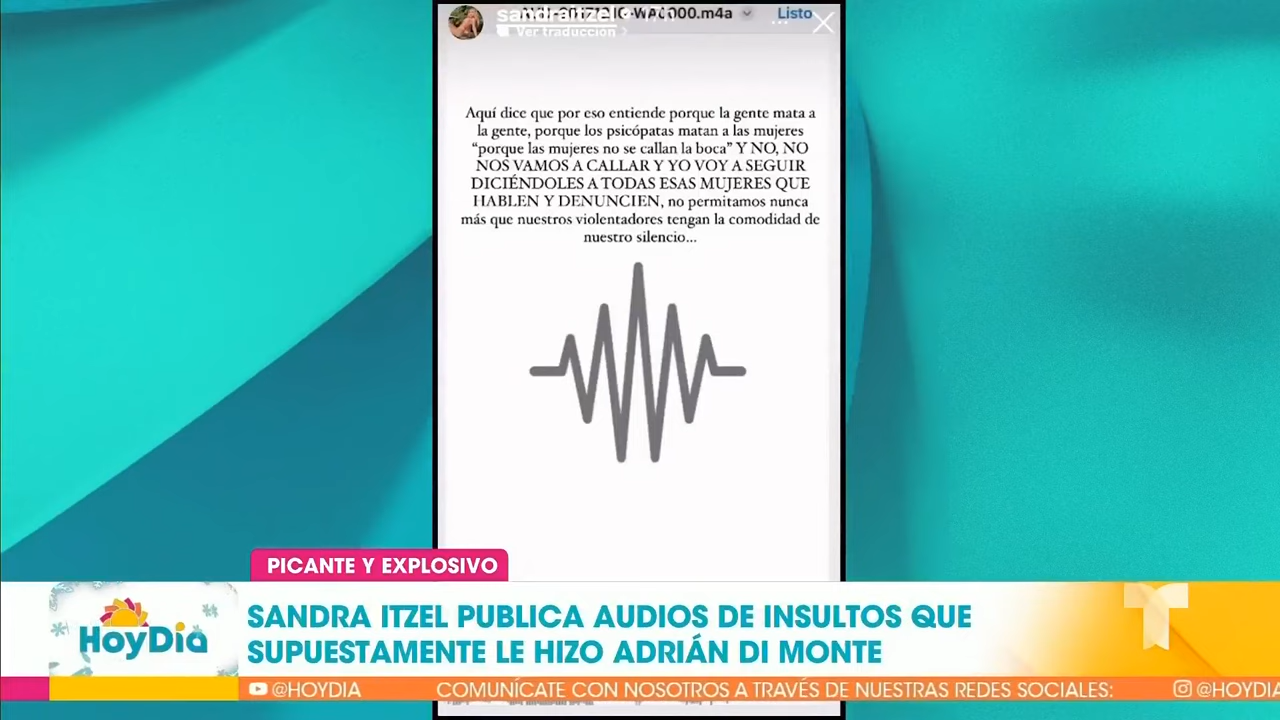 sandraitzel
000.m4a
Listo
Ver traducción
Aquí dice que por eso entiende porque la gente mata a
la gente, porque los psicópatas matan a las mujeres
“porque las mujeres no se callan la boca” Y NO, NO
NOS VAMOS A CALLAR Y YO VOY A SEGUIR
DICIÉNDOLES A TODAS ESAS MUJERES QUE
HABLEN Y DENUNCIEN, no permitamos nunca
más que nuestros violentadores tengan la comodidad de
nuestro silencio...
PICANTE Y EXPLOSIVO
HoyDía
SANDRA ITZEL PUBLICA AUDIOS DE INSULTOS QUE
SUPUESTAMENTE LE HIZO ADRIÁN DI MONTE
T
@HOYDIA
COMUNÍCATE CON NOSOTROS A TRAVÉS DE NUESTRAS REDES SOCIALES:
@HOYDIA